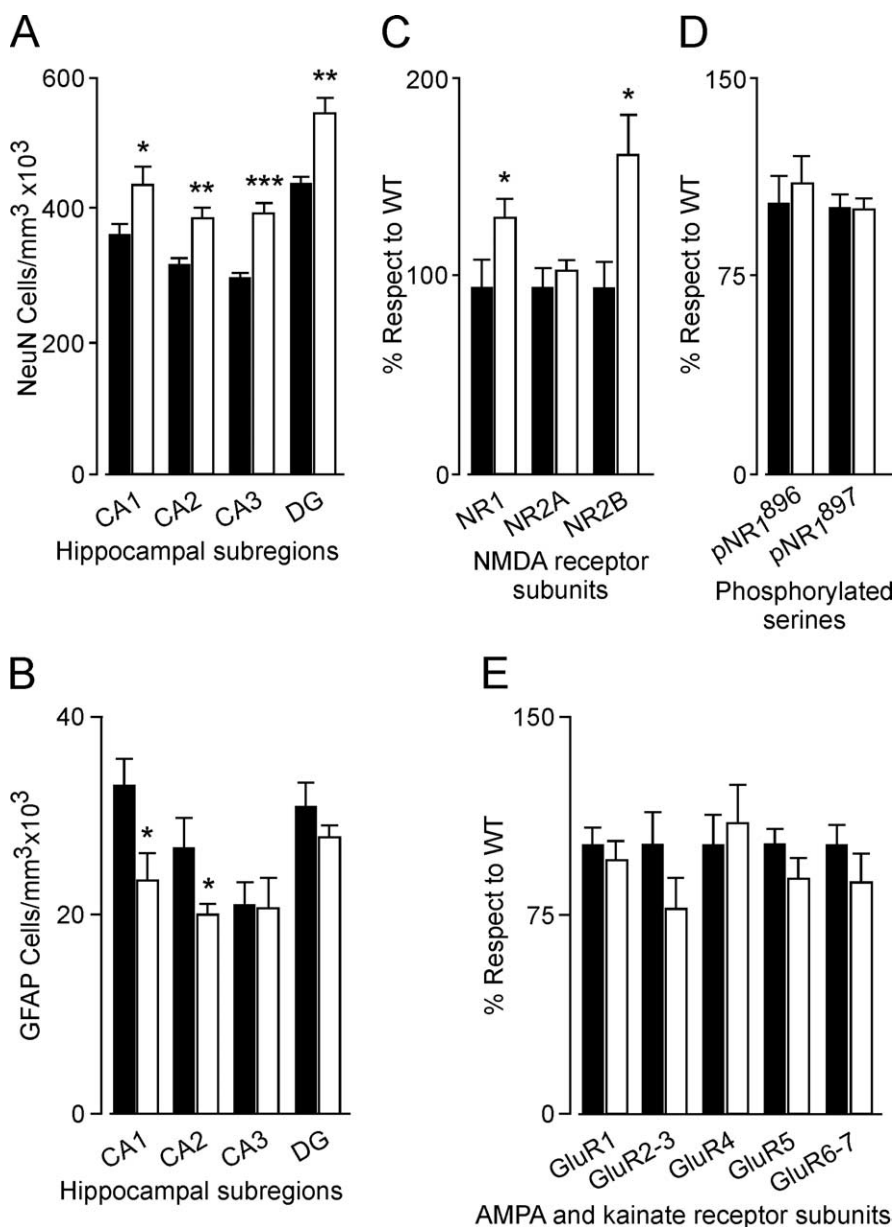 A
NeuN Cells/mm³ x10³
600
400
200
0
*
**
***
**
CA1
CA2
CA3
DG
Hippocampal subregions
C
% Respect to WT
200
100
0
*
*
NR1
NR2A
NR2B
NMDA receptor
subunits
D
% Respect to WT
150
75
0
pNR1⁸⁹⁶
pNR1⁸⁹⁷
Phosphorylated
serines
B
GFAP Cells/mm³x10³
40
20
0
*
*
CA1
CA2
CA3
DG
Hippocampal subregions
E
% Respect to WT
150
75
0
GluR1
GluR2-3
GluR4
GluR5
GluR6-7
AMPA and kainate receptor subunits